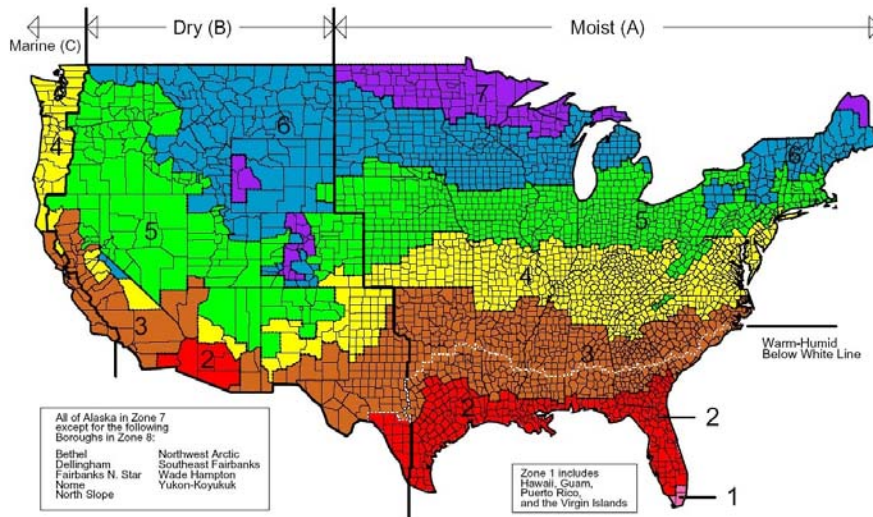 Marine (C)
Dry (B)
Moist (A)
7
6
6
4
5
5
4
3
3
2
2
Warm-Humid
Below White Line
2
1
All of Alaska in Zone 7
except for the following
Boroughs in Zone 8:
Bethel
Dellingham
Fairbanks N. Star
Nome
North Slope
Northwest Arctic
Southeast Fairbanks
Wade Hampton
Yukon-Koyukuk
Zone 1 includes
Hawaii, Guam,
Puerto Rico,
and the Virgin Islands